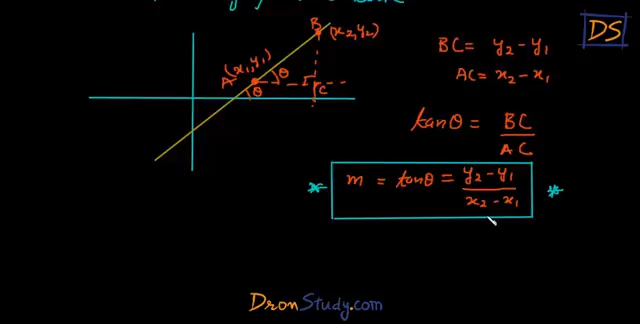 DS
B (x₂,y₂)
BC = y₂ - y₁
A (x₁,y₁) θ
AC = x₂ - x₁
θ C
tanθ = BC / AC
* m = tanθ = y₂ - y₁ / x₂ - x₁ *
DronStudy.com